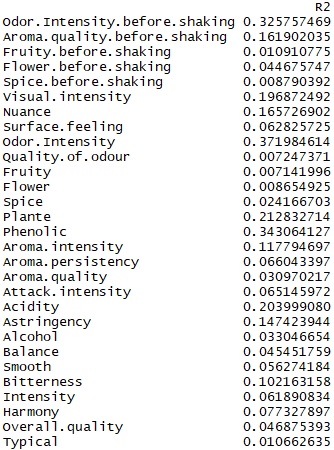 R2
Odor.Intensity.before.shaking 0.325757469
Aroma.quality.before.shaking 0.161902035
Fruity.before.shaking 0.010910775
Flower.before.shaking 0.044675747
Spice.before.shaking 0.008790392
Visual.intensity 0.196872492
Nuance 0.165726902
Surface.feeling 0.062825725
Odor.Intensity 0.371984614
Quality.of.odour 0.007247371
Fruity 0.007141996
Flower 0.008654925
Spice 0.024166703
Plante 0.212832714
Phenolic 0.343064127
Aroma.intensity 0.117794697
Aroma.persistency 0.066043397
Aroma.quality 0.030970217
Attack.intensity 0.065145972
Acidity 0.203999080
Astringency 0.147423944
Alcohol 0.033046654
Balance 0.045451759
Smooth 0.056274184
Bitterness 0.102163158
Intensity 0.061890834
Harmony 0.077327897
Overall.quality 0.046875393
Typical 0.010662635